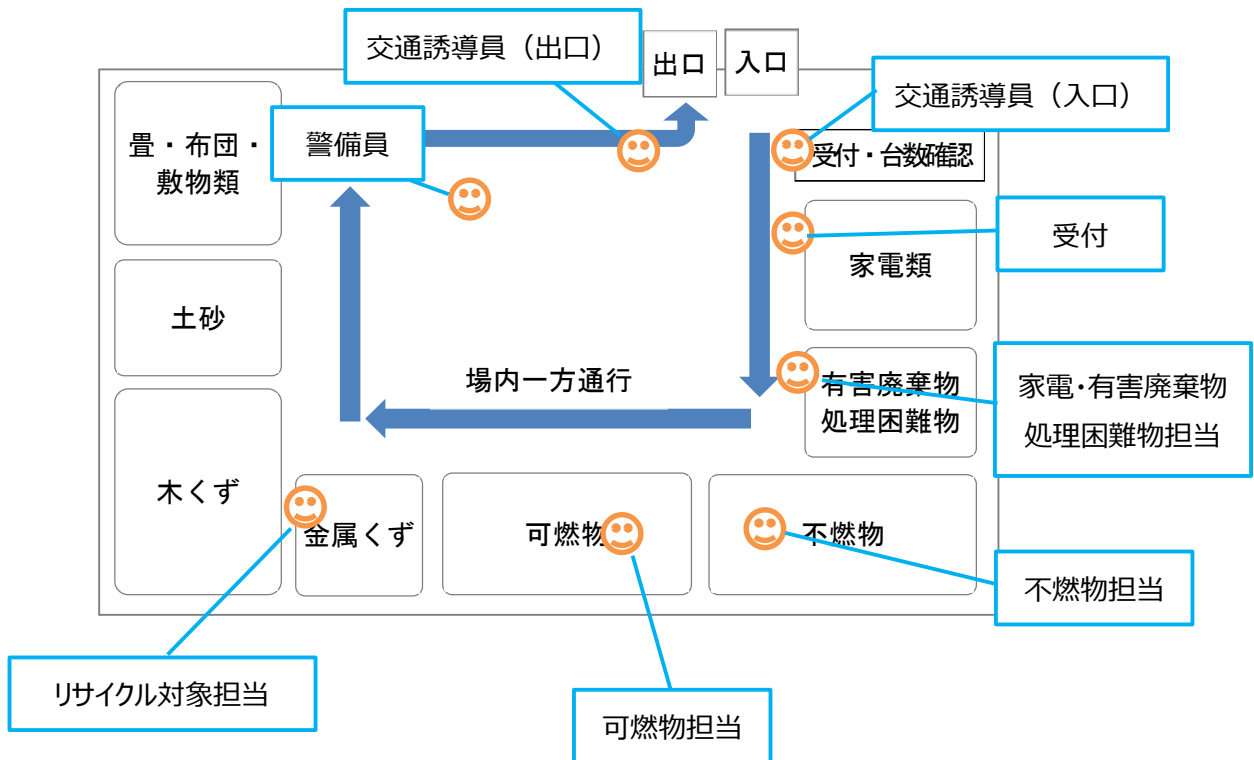 交通誘導員（出口）
出口
入口
交通誘導員（入口）
畳・布団・
敷物類
警備員
受付・台数確認
受付
家電類
土砂
場内一方通行
有害廃棄物
処理困難物
家電･有害廃棄物
処理困難物担当
木くず
金属くず
可燃物
不燃物
不燃物担当
リサイクル対象担当
可燃物担当